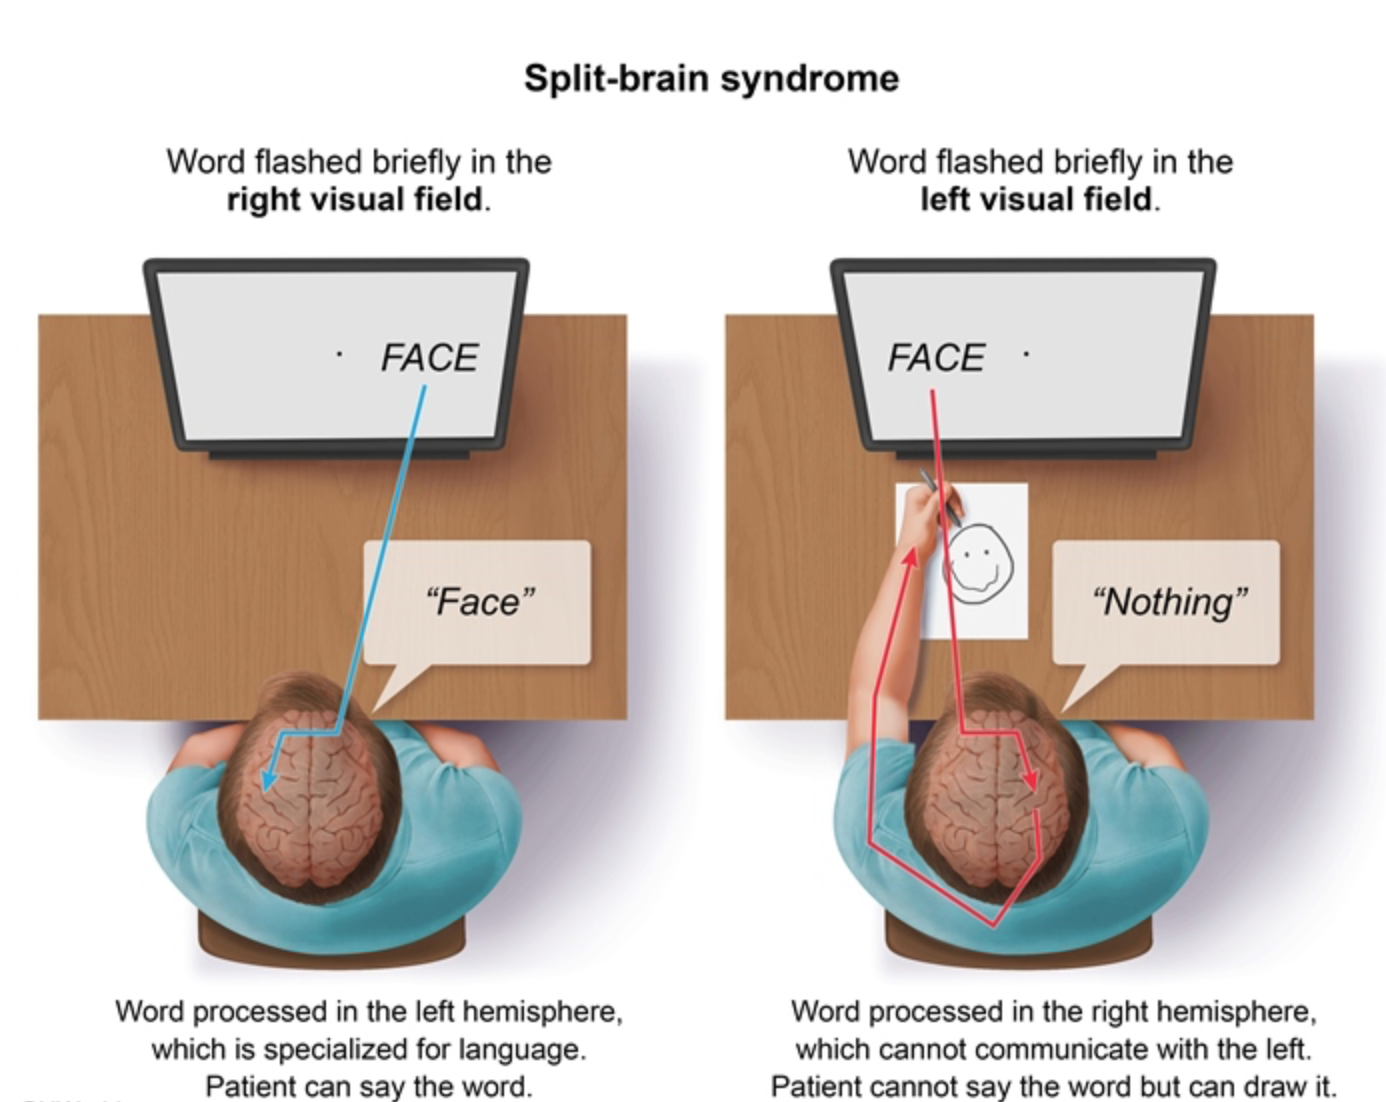 Split-brain syndrome
Word flashed briefly in the
right visual field.
FACE
“Face”
Word processed in the left hemisphere,
which is specialized for language.
Patient can say the word.
Word flashed briefly in the
left visual field.
FACE
“Nothing”
Word processed in the right hemisphere,
which cannot communicate with the left.
Patient cannot say the word but can draw it.